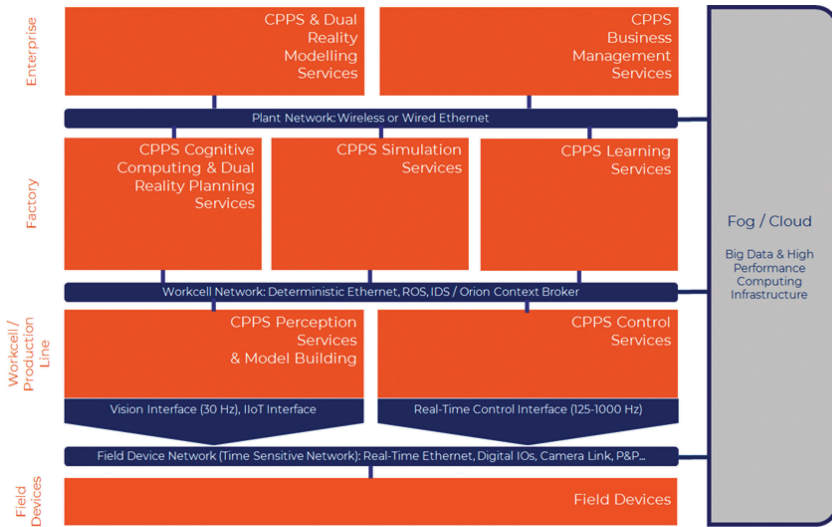 Enterprise
CPPS & Dual
Reality
Modelling
Services
CPPS
Business
Management
Services
Plant Network: Wireless or Wired Ethernet
Factory
CPPS Cognitive
Computing & Dual
Reality Planning
Services
CPPS Simulation
Services
CPPS Learning
Services
Workcell Network: Deterministic Ethernet, ROS, IDS / Orion Context Broker
Workcell /
Production
Line
CPPS Perception
Services
& Model Building
CPPS Control
Services
Vision Interface (30 Hz), IIoT Interface
Real-Time Control Interface (125-1000 Hz)
Field Device Network (Time Sensitive Network): Real-Time Ethernet, Digital IOs, Camera Link, P&P...
Field
Devices
Field Devices
Fog / Cloud
Big Data & High
Performance
Computing
Infrastructure